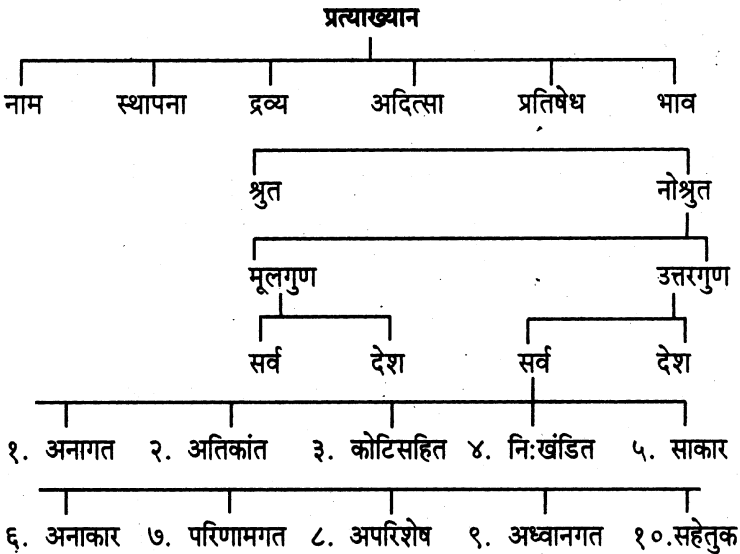 प्रत्याख्यान
नाम स्थापना द्रव्य अदित्सा प्रतिषेध भाव
श्रुत नोश्रुत
मूलगुण उत्तरगुण
सर्व देश सर्व देश
१. अनागत २. अतिकांत ३. कोटिसहित ४. नि:खंडित ५. साकार
६. अनाकार ७. परिणामगत ८. अपरिशेष ९. अध्वानगत १०.सहेतुक